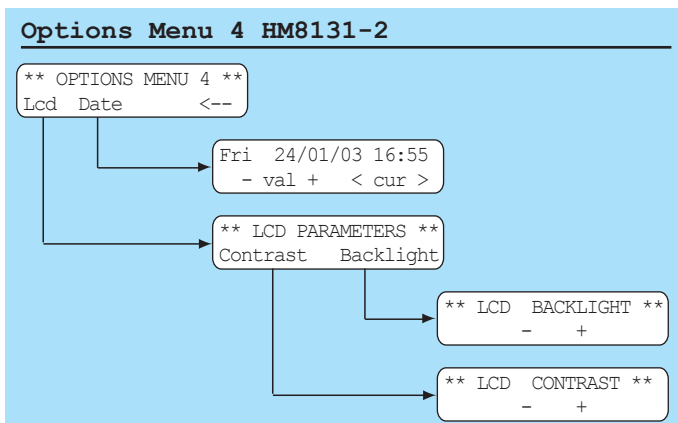 Options Menu 4 HM8131-2
** OPTIONS MENU 4 **
Lcd Date <--
Fri 24/01/03 16:55
- val + < cur >
** LCD PARAMETERS **
Contrast Backlight
** LCD BACKLIGHT **
- +
** LCD CONTRAST **
- +